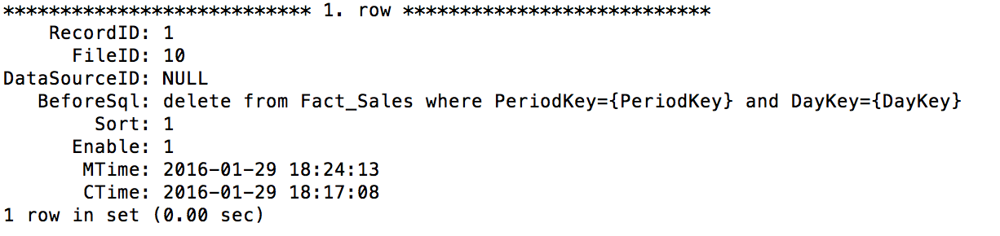 *************************** 1. row ***************************
RecordID: 1
FileID: 10
DataSourceID: NULL
BeforeSql: delete from Fact_Sales where PeriodKey={PeriodKey} and DayKey={DayKey}
Sort: 1
Enable: 1
MTime: 2016-01-29 18:24:13
CTime: 2016-01-29 18:17:08
1 row in set (0.00 sec)